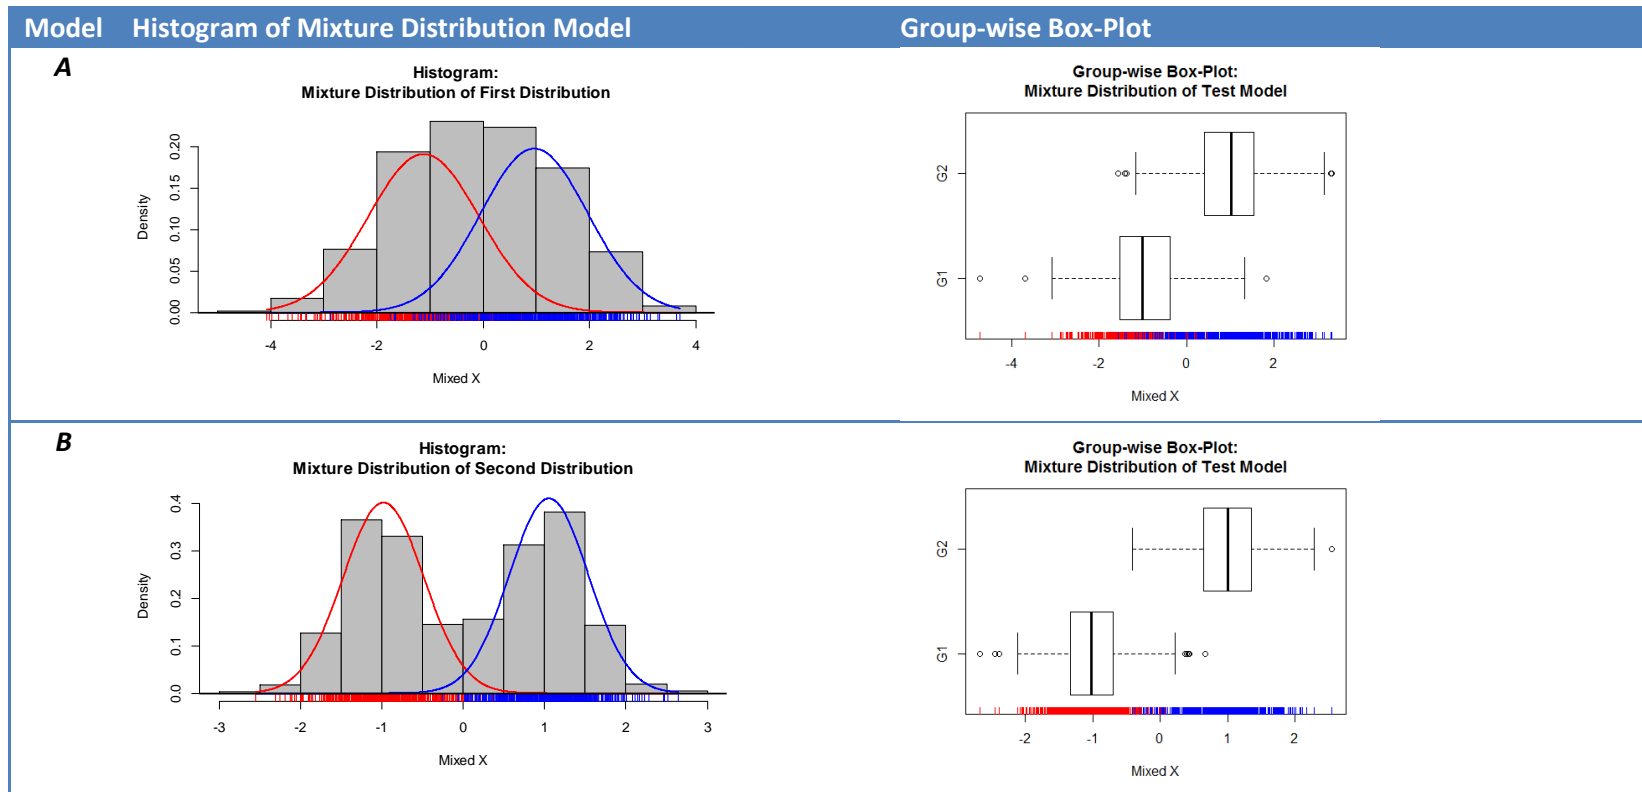 Model Histogram of Mixture Distribution Model Group-wise Box-Plot
A
Histogram:
Mixture Distribution of First Distribution
Density
0.00 0.05 0.10 0.15 0.20
-4 -2 0 2 4
Mixed X
Group-wise Box-Plot:
Mixture Distribution of Test Model
G2
G1
-4 -2 0 2
Mixed X
B
Histogram:
Mixture Distribution of Second Distribution
Density
0.0 0.1 0.2 0.3 0.4
-3 -2 -1 0 1 2 3
Mixed X
Group-wise Box-Plot:
Mixture Distribution of Test Model
G2
G1
-2 -1 0 1 2
Mixed X